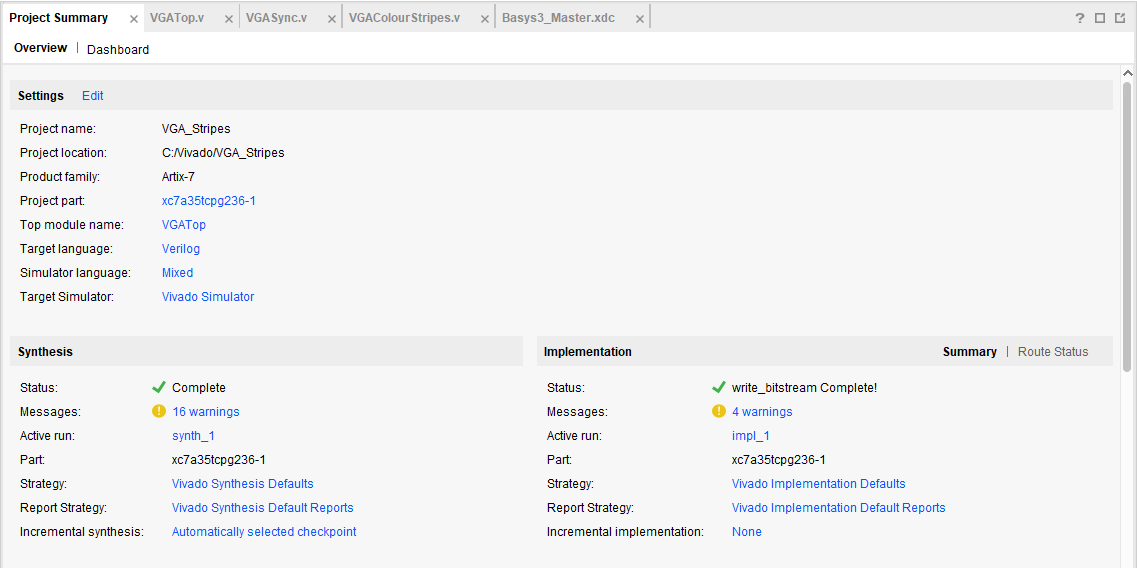 Project Summary × VGATop.v × VGASync.v × VGAColourStripes.v × Basys3_Master.xdc × ?
Overview | Dashboard
Settings Edit
Project name: VGA_Stripes
Project location: C:/Vivado/VGA_Stripes
Product family: Artix-7
Project part: xc7a35tcpg236-1
Top module name: VGATop
Target language: Verilog
Simulator language: Mixed
Target Simulator: Vivado Simulator
Synthesis Implementation Summary | Route Status
Status: Complete Status: write_bitstream Complete!
Messages: 16 warnings Messages: 4 warnings
Active run: synth_1 Active run: impl_1
Part: xc7a35tcpg236-1 Part: xc7a35tcpg236-1
Strategy: Vivado Synthesis Defaults Strategy: Vivado Implementation Defaults
Report Strategy: Vivado Synthesis Default Reports Report Strategy: Vivado Implementation Default Reports
Incremental synthesis: Automatically selected checkpoint Incremental implementation: None